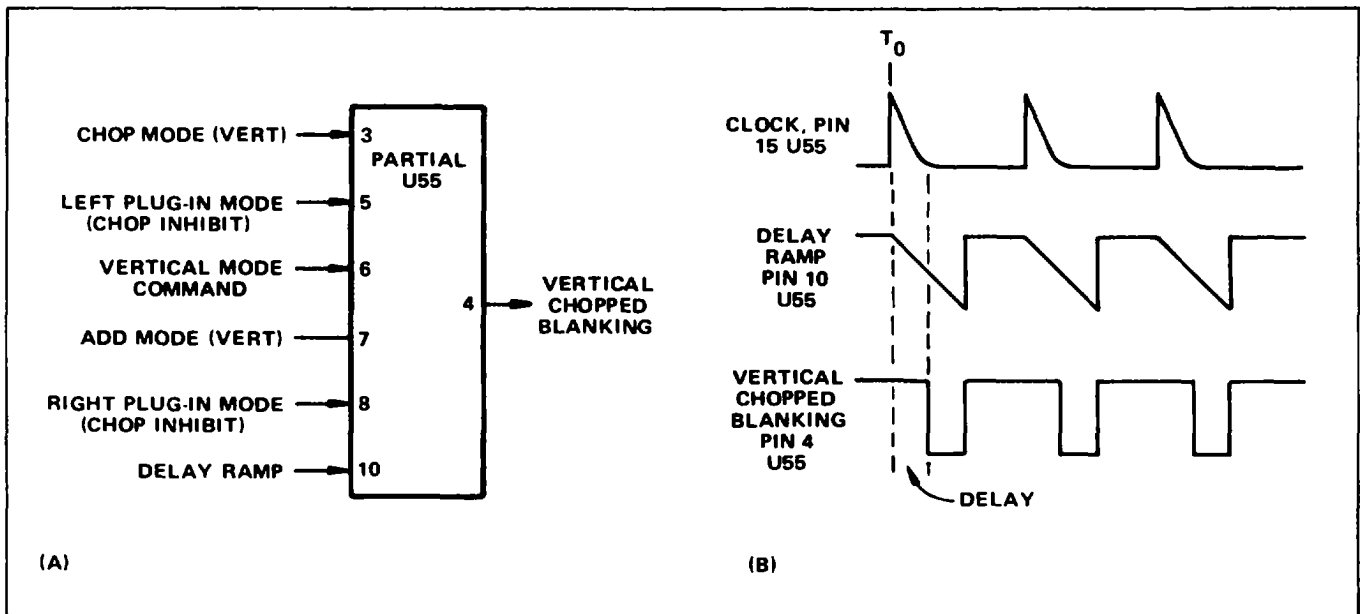 CHOP MODE (VERT)
3
PARTIAL
U55
LEFT PLUG-IN MODE
(CHOP INHIBIT)
5
VERTICAL MODE
COMMAND
6
4
VERTICAL
CHOPPED
BLANKING
ADD MODE (VERT)
7
RIGHT PLUG-IN MODE
(CHOP INHIBIT)
8
DELAY RAMP
10
(A)
T0
CLOCK, PIN
15 U55
DELAY
RAMP
PIN 10
U55
VERTICAL
CHOPPED
BLANKING
PIN 4
U55
DELAY
(B)